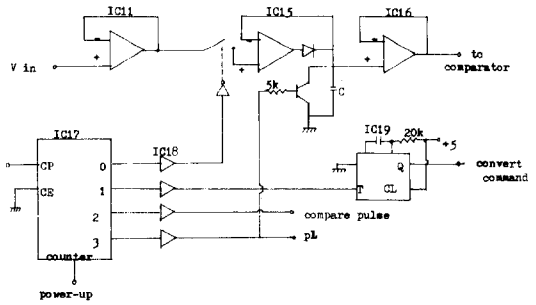 IC11
IC15
IC16
-
+
V in
-
+
-
+
to
comparator
5k
C
IC17
CP
CE
0
1
2
3
counter
power-up
IC18
IC19
20k
+5
Q
T
CL
convert
command
compare pulse
pl